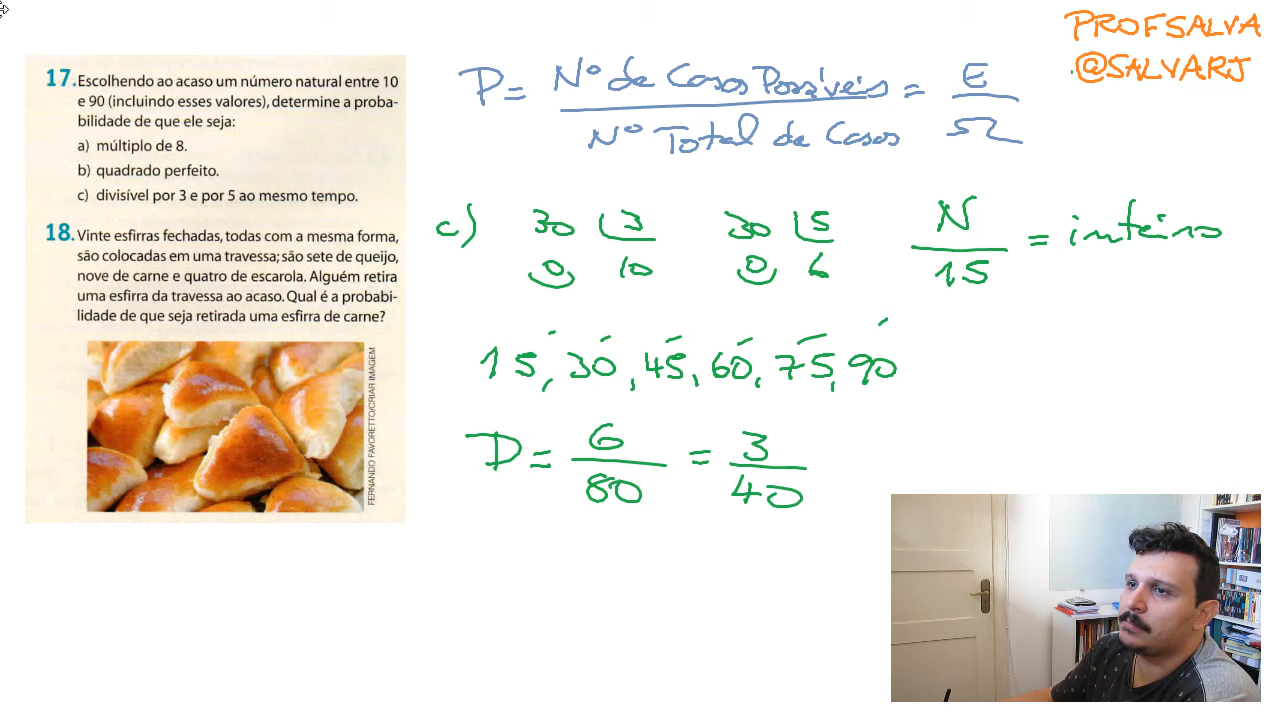 PROFSALVA
@SALVARJ
17. Escolhendo ao acaso um número natural entre 10
e 90 (incluindo esses valores), determine a proba-
bilidade de que ele seja:
a) múltiplo de 8.
b) quadrado perfeito.
c) divisível por 3 e por 5 ao mesmo tempo.
18. Vinte esfirras fechadas, todas com a mesma forma,
são colocadas em uma travessa; são sete de queijo,
nove de carne e quatro de escarola. Alguém retira
uma esfirra da travessa ao acaso. Qual é a probabi-
lidade de que seja retirada uma esfirra de carne?
FERNANDO FAVORETTO/CRIAR IMAGEM
P = Nº de Casos Possíveis = E
Nº Total de Casos Ω
c) 30 3 30 5 N = inteiro
0 10 0 6 15
15, 30, 45, 60, 75, 90
P = 6 = 3
80 40